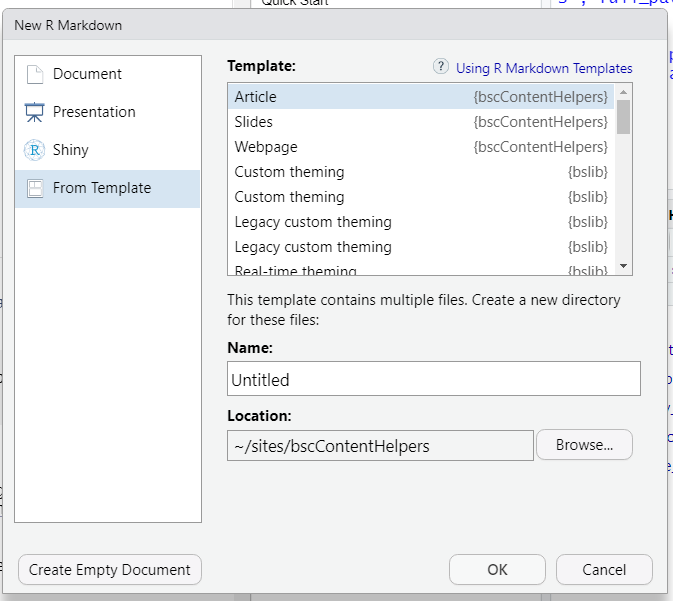 Quick Start
New R Markdown
Document
Presentation
Shiny
From Template
Template:
Using R Markdown Templates
Article {bscContentHelpers}
Slides {bscContentHelpers}
Webpage {bscContentHelpers}
Custom theming {bslib}
Custom theming {bslib}
Legacy custom theming {bslib}
Legacy custom theming {bslib}
Real-time theming {bslib}
This template contains multiple files. Create a new directory
for these files:
Name:
Untitled
Location:
~/sites/bscContentHelpers
Browse...
Create Empty Document
OK
Cancel